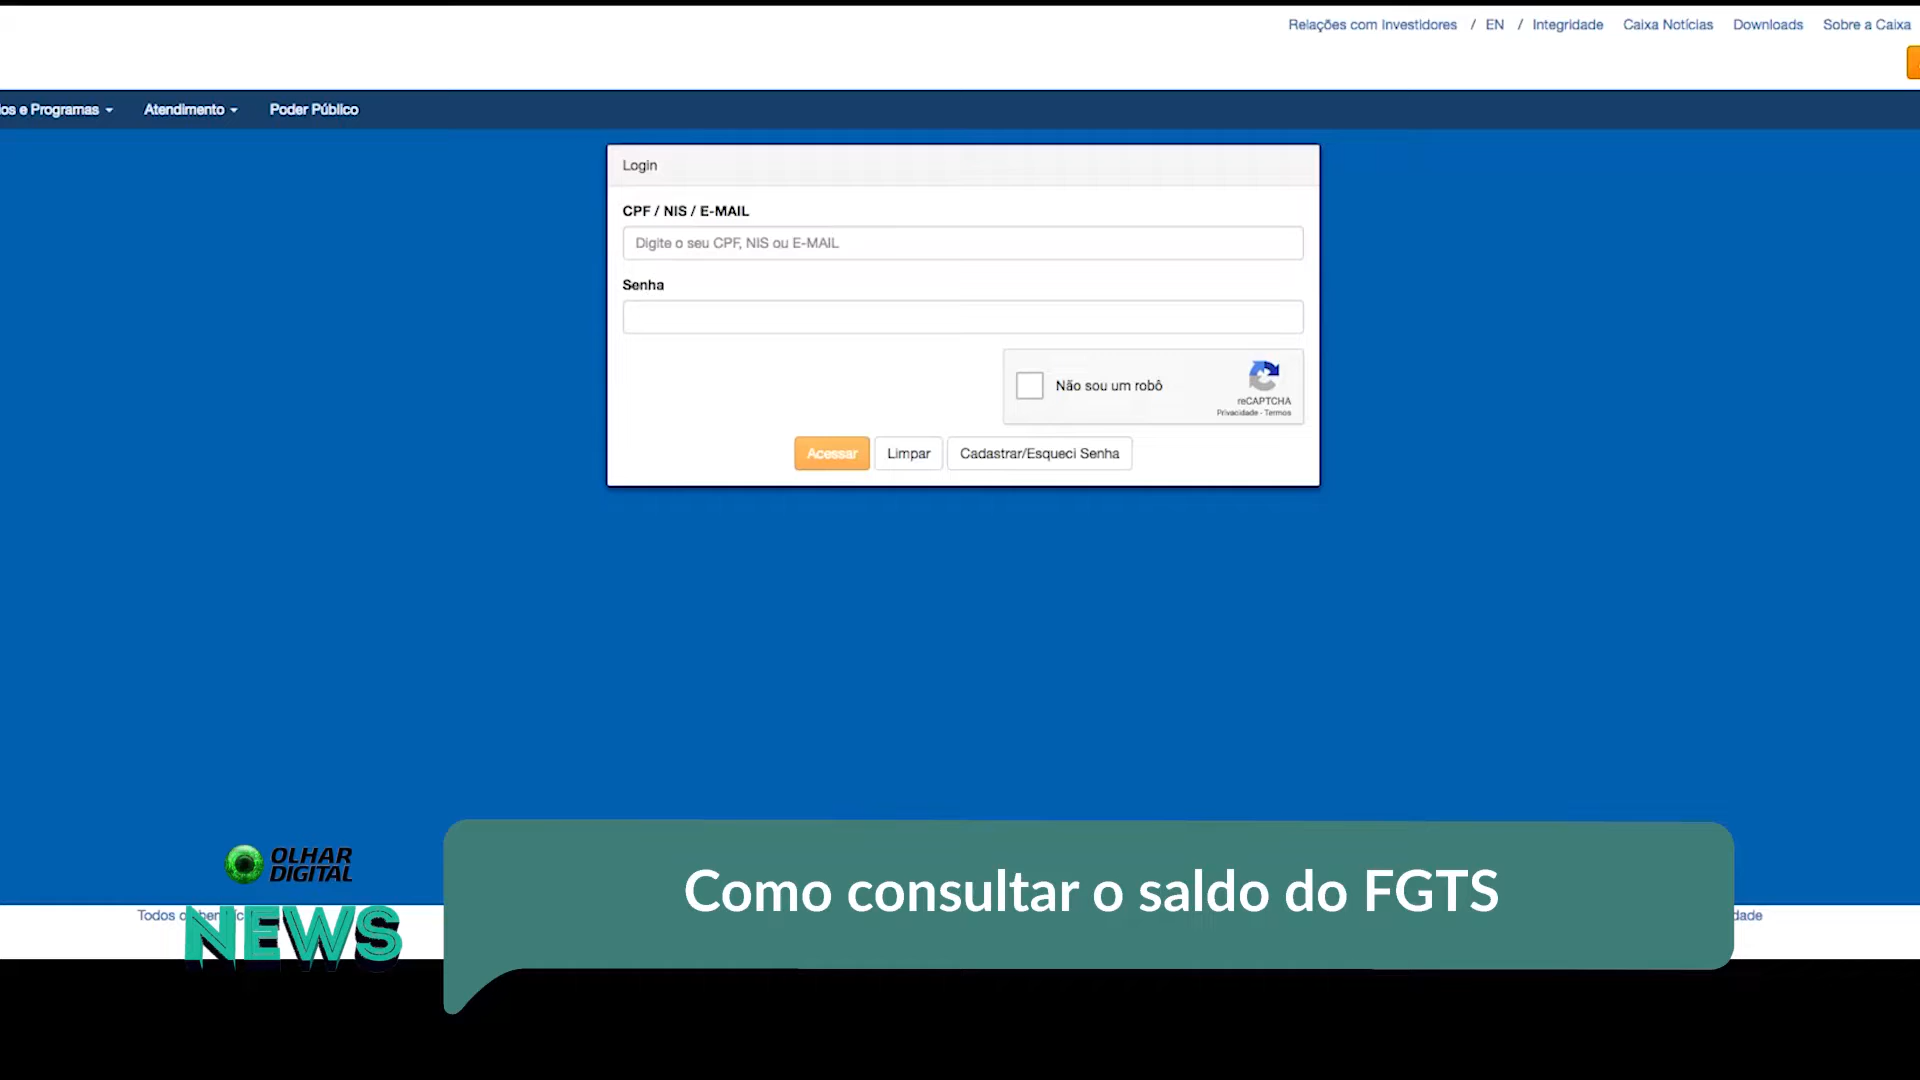 Relações com Investidores / EN / Integridade Caixa Notícias Downloads Sobre a Caixa
ios e Programas Atendimento Poder Público
Login
CPF / NIS / E-MAIL
Digite o seu CPF, NIS ou E-MAIL
Senha
Não sou um robô
reCAPTCHA
Privacidade - Termos
Acessar Limpar Cadastrar/Esqueci Senha
OLHAR
DIGITAL
NEWS
Como consultar o saldo do FGTS
Todos
dade